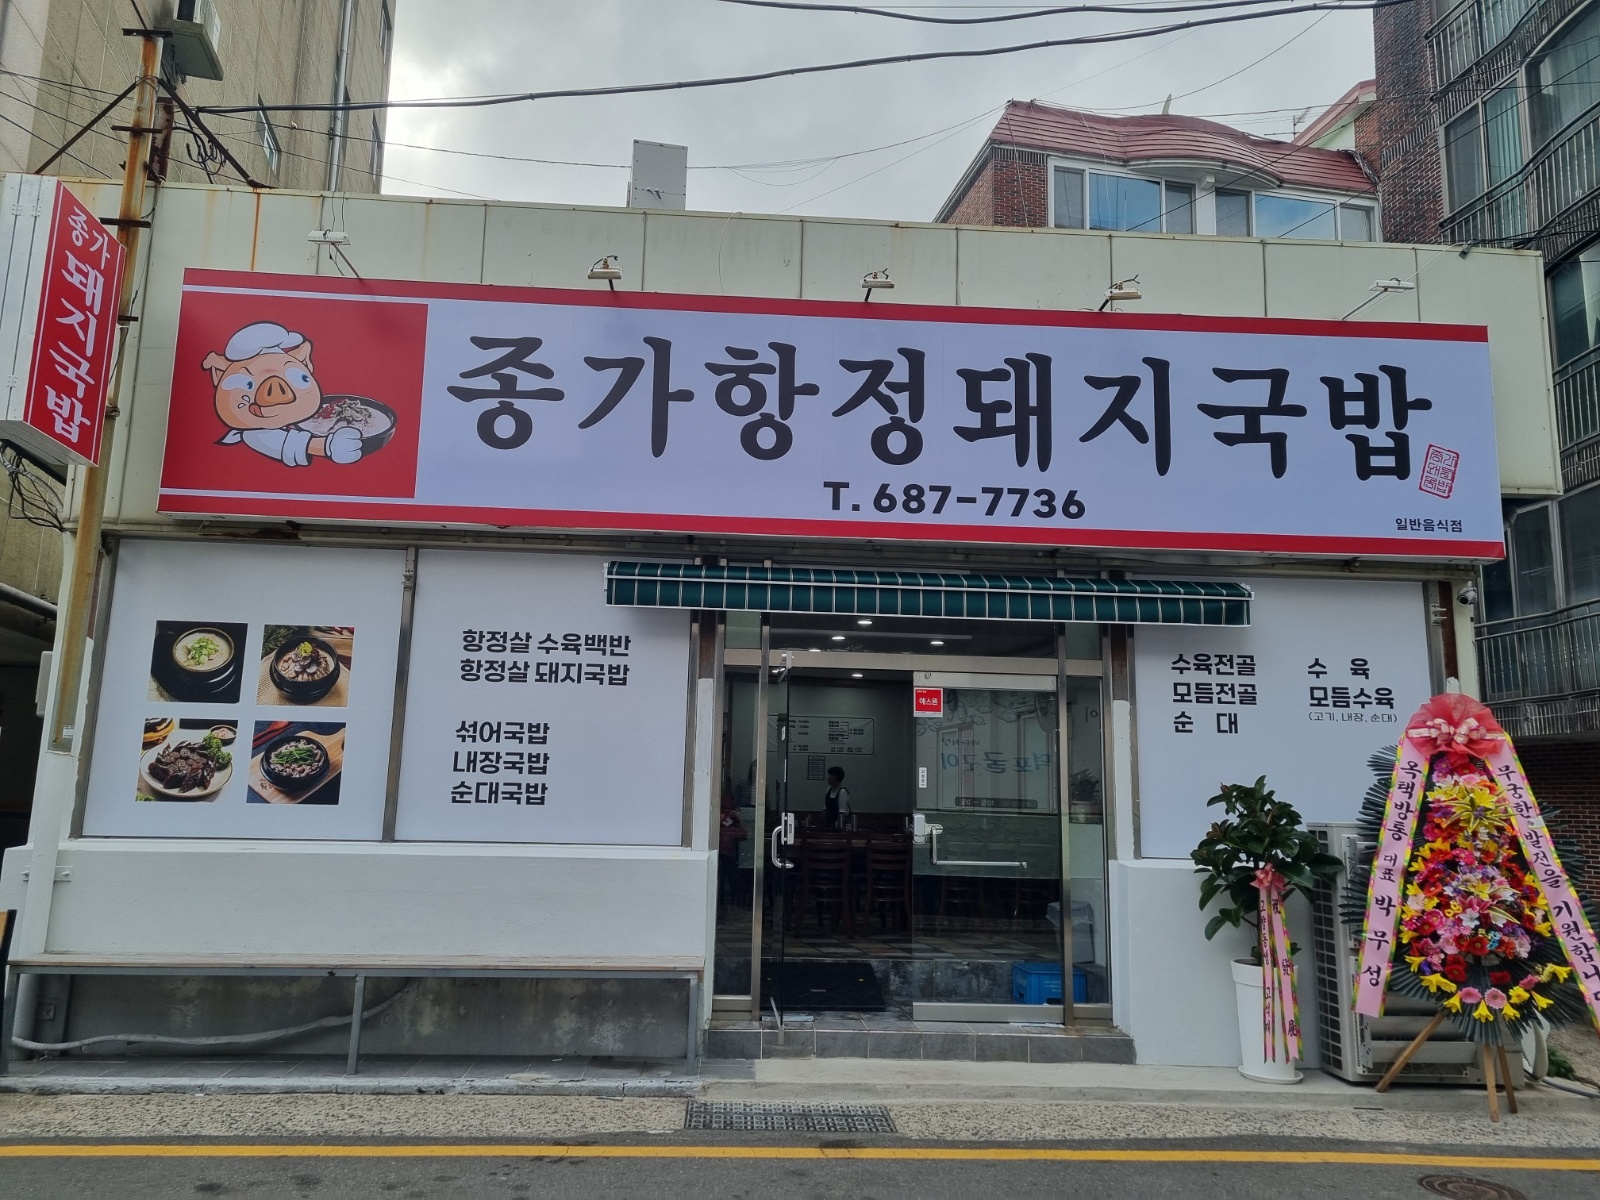 종가
돼지국밥
종가항정돼지국밥
T. 687-7736
일반음식점
항정살 수육백반
항정살 돼지국밥
섞어국밥
내장국밥
순대국밥
수육전골
모듬전골
순 대
수 육
모듬수육
(고기, 내장, 순대)
에스원
옥택방통 대표 박무성
무궁한 발전을 기원합니다